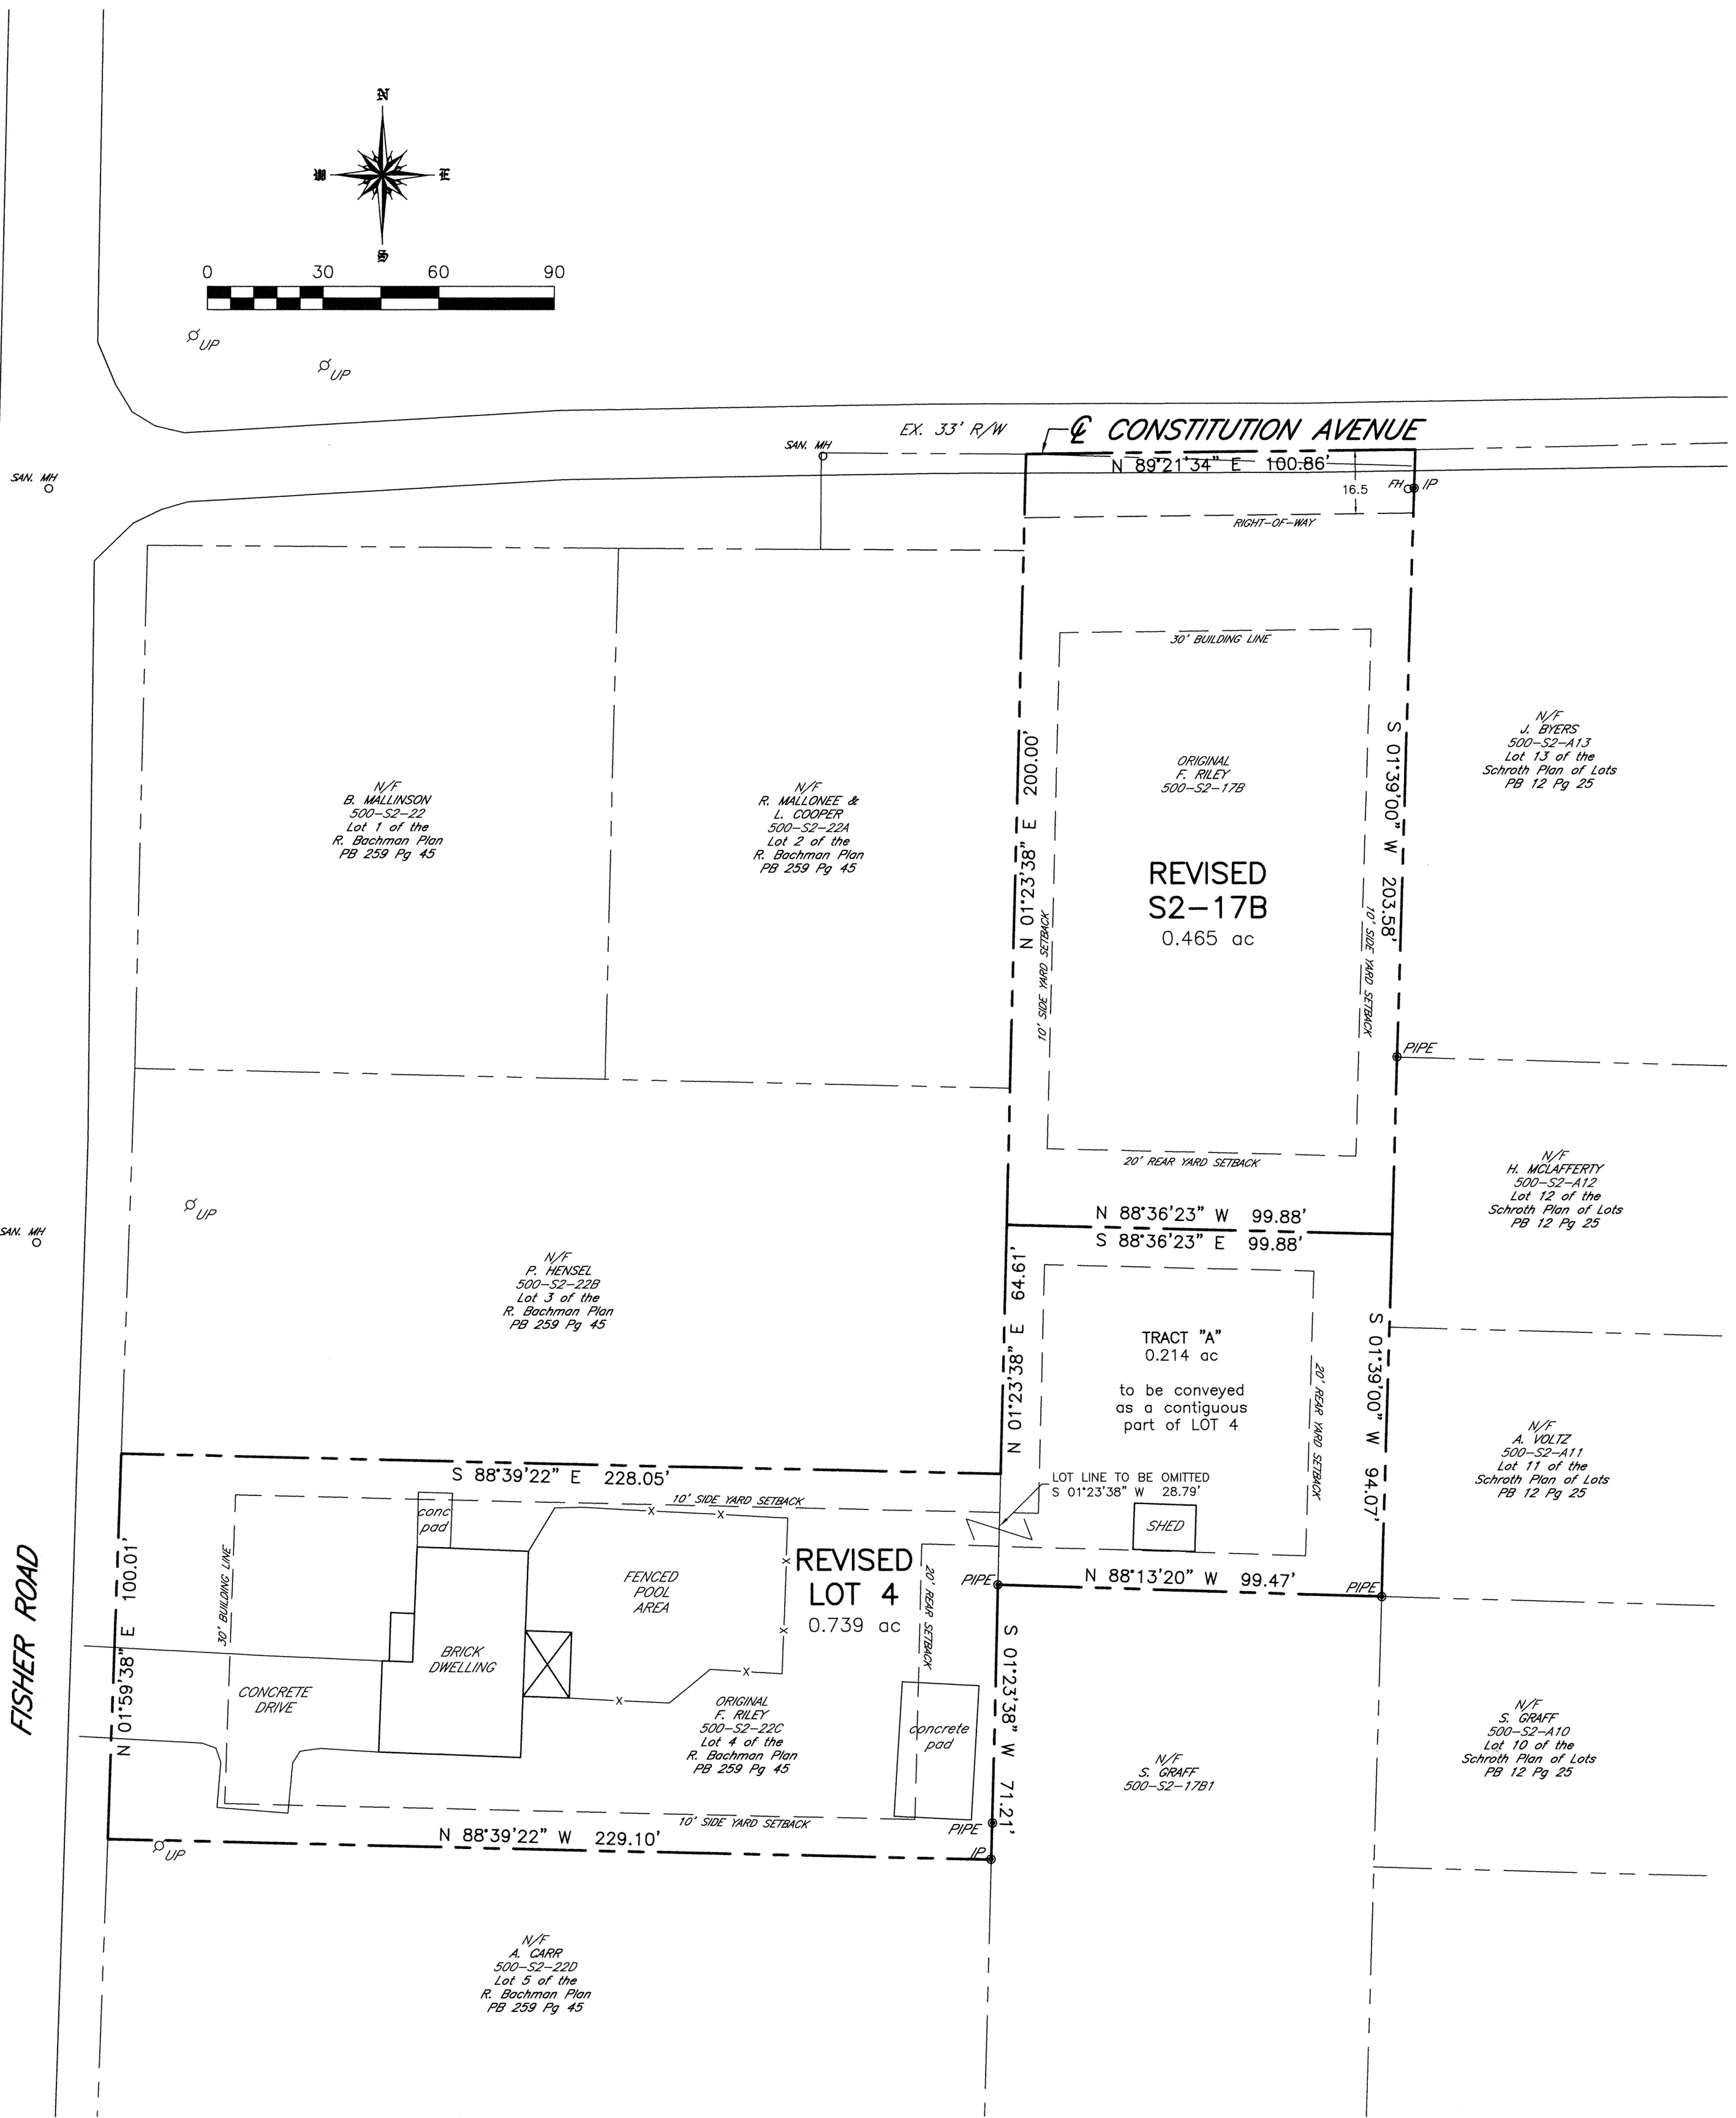 N
W
E
S
0 30 60 90
UP
UP
SAN. MH
SAN. MH
EX. 33' R/W
℄ CONSTITUTION AVENUE
N 89°21'34" E 100.86'
16.5
FH
IP
RIGHT-OF-WAY
30' BUILDING LINE
N/F
B. MALLINSON
500-S2-22
Lot 1 of the
R. Bachman Plan
PB 259 Pg 45
N/F
R. MALLONEE &
L. COOPER
500-S2-22A
Lot 2 of the
R. Bachman Plan
PB 259 Pg 45
N 01°23'38" E 200.00'
10' SIDE YARD SETBACK
ORIGINAL
F. RILEY
500-S2-17B
REVISED
S2-17B
0.465 ac
S 01°39'00" W 203.58'
10' SIDE YARD SETBACK
N/F
J. BYERS
500-S2-A13
Lot 13 of the
Schroth Plan of Lots
PB 12 Pg 25
PIPE
20' REAR YARD SETBACK
N/F
H. MCLAFFERTY
500-S2-A12
Lot 12 of the
Schroth Plan of Lots
PB 12 Pg 25
UP
SAN. MH
N/F
P. HENSEL
500-S2-22B
Lot 3 of the
R. Bachman Plan
PB 259 Pg 45
N 88°36'23" W 99.88'
S 88°36'23" E 99.88'
N 01°23'38" E 64.61'
TRACT "A"
0.214 ac
to be conveyed
as a contiguous
part of LOT 4
20' REAR YARD SETBACK
S 01°39'00" W 94.07'
N/F
A. VOLTZ
500-S2-A11
Lot 11 of the
Schroth Plan of Lots
PB 12 Pg 25
S 88°39'22" E 228.05'
LOT LINE TO BE OMITTED
S 01°23'38" W 28.79'
10' SIDE YARD SETBACK
conc
pad
SHED
FISHER ROAD
N 01°59'38" E 100.01'
30' BUILDING LINE
FENCED
POOL
AREA
X
X
X
X
X
X
REVISED
LOT 4
0.739 ac
20' REAR SETBACK
PIPE
N 88°13'20" W 99.47'
PIPE
BRICK
DWELLING
CONCRETE
DRIVE
ORIGINAL
F. RILEY
500-S2-22C
Lot 4 of the
R. Bachman Plan
PB 259 Pg 45
concrete
pad
S 01°23'38" W 71.21'
N/F
S. GRAFF
500-S2-17B1
N/F
S. GRAFF
500-S2-A10
Lot 10 of the
Schroth Plan of Lots
PB 12 Pg 25
10' SIDE YARD SETBACK
PIPE
N 88°39'22" W 229.10'
UP
IP
N/F
A. CARR
500-S2-22D
Lot 5 of the
R. Bachman Plan
PB 259 Pg 45